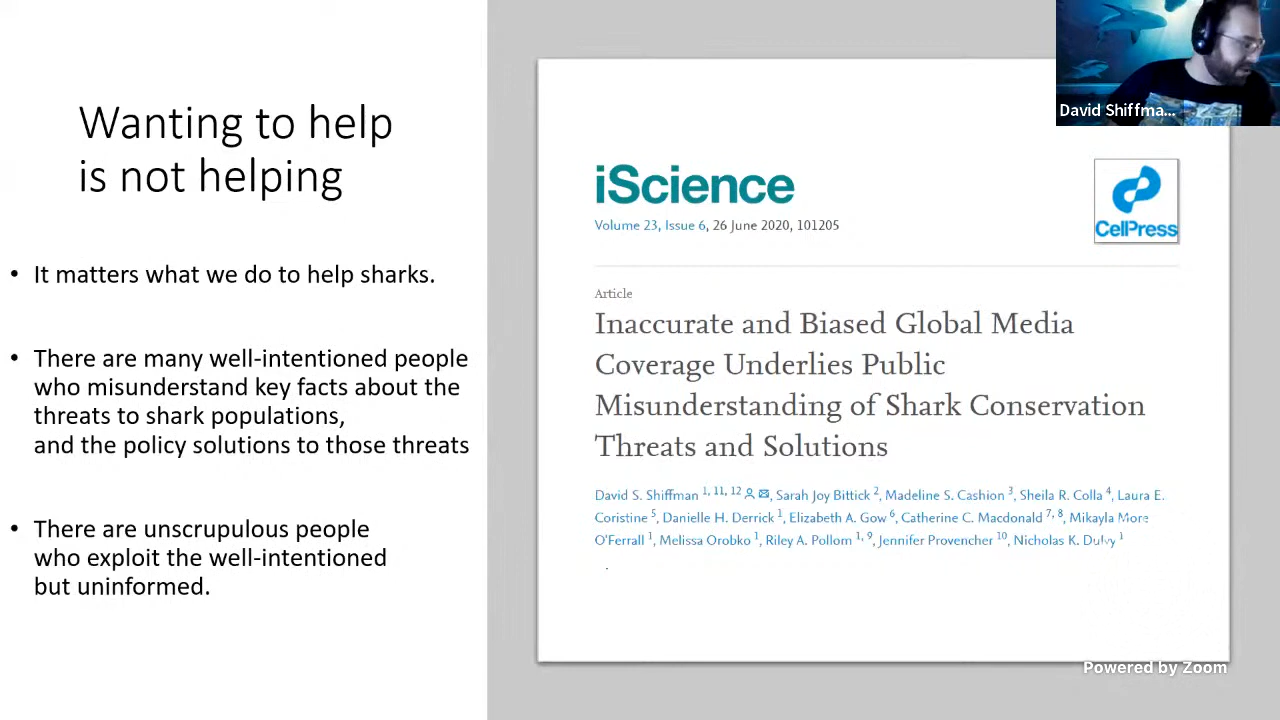 Wanting to help
is not helping
• It matters what we do to help sharks.
• There are many well-intentioned people
who misunderstand key facts about the
threats to shark populations,
and the policy solutions to those threats
• There are unscrupulous people
who exploit the well-intentioned
but uninformed.
David Shiffma...
iScience
CellPress
Volume 23, Issue 6, 26 June 2020, 101205
Article
Inaccurate and Biased Global Media
Coverage Underlies Public
Misunderstanding of Shark Conservation
Threats and Solutions
David S. Shiffman 1, 11, 12, Sarah Joy Bittick 2, Madeline S. Cashion 3, Sheila R. Colla 4, Laura E.
Coristine 5, Danielle H. Derrick 1, Elizabeth A. Gow 6, Catherine C. Macdonald 7, 8, Mikayla More
O'Ferrall 1, Melissa Orobko 1, Riley A. Pollom 1, 9, Jennifer Provencher 10, Nicholas K. Dulvy 1
Powered by Zoom